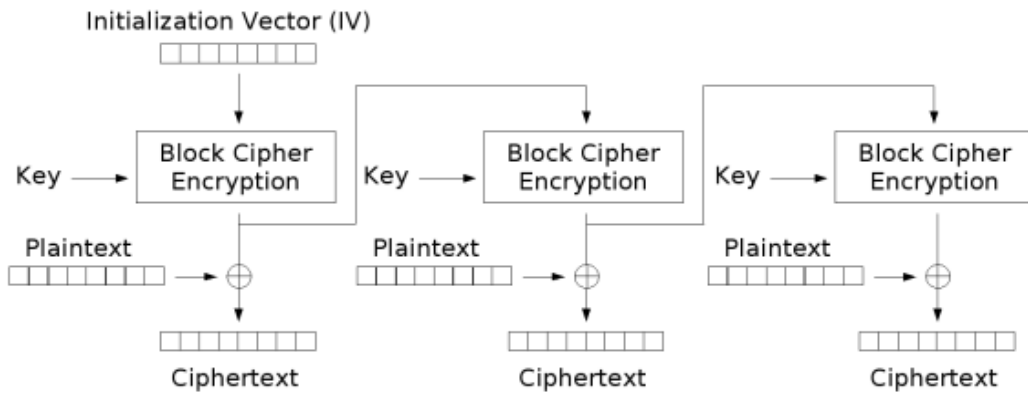 Initialization Vector (IV)
Block Cipher
Encryption
Block Cipher
Encryption
Block Cipher
Encryption
Key
Key
Key
Plaintext
Plaintext
Plaintext
Ciphertext
Ciphertext
Ciphertext